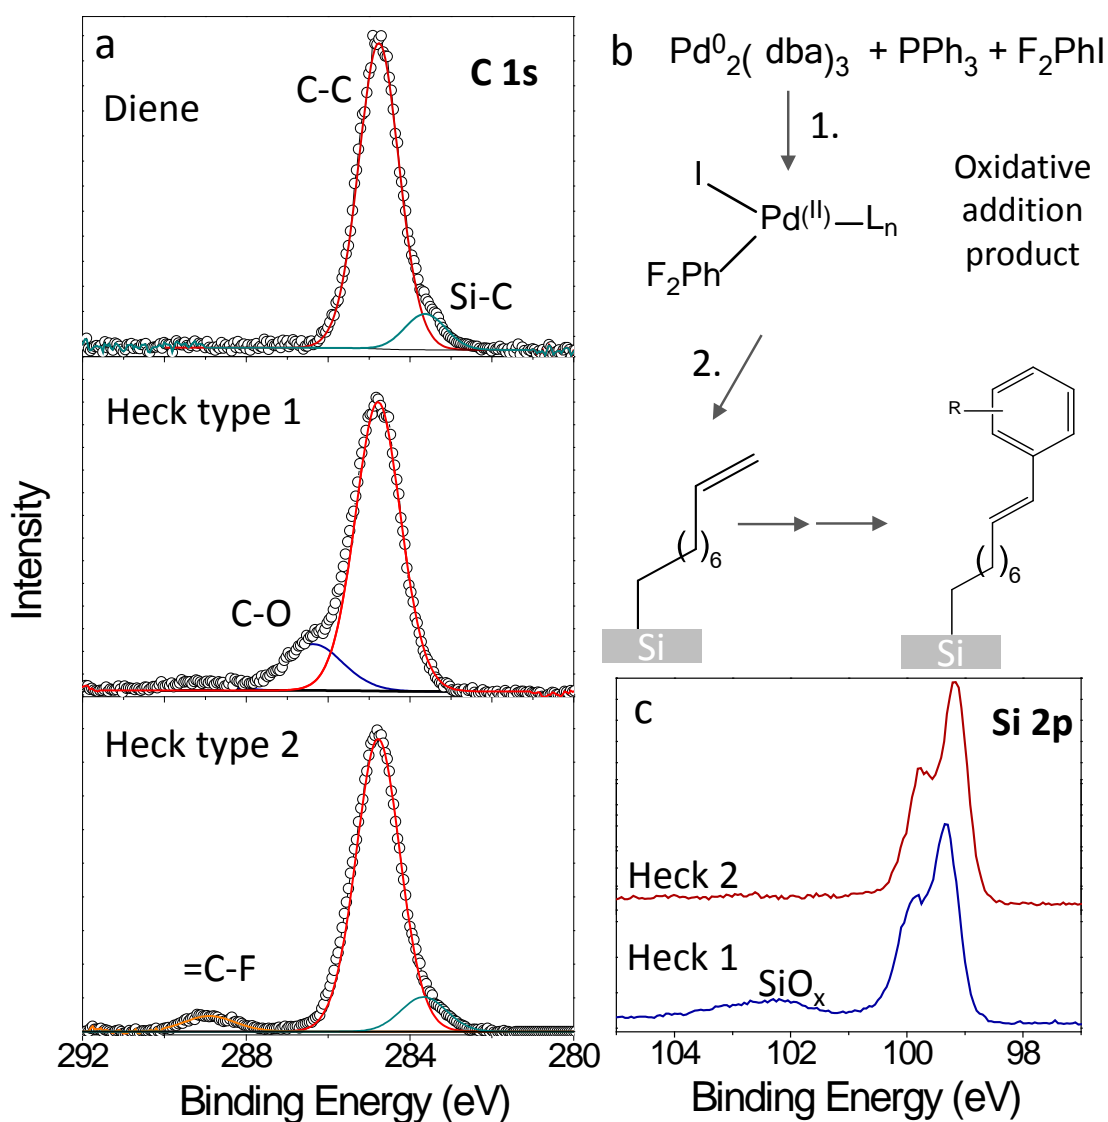 a
C 1s
Diene
C-C
Si-C
Heck type 1
C-O
Heck type 2
=C-F
Intensity
292 288 284 280
Binding Energy (eV)
b
Pd⁰₂( dba)₃ + PPh₃ + F₂PhI
1.
I
Pd(II)—Lₙ
F₂Ph
Oxidative
addition
product
2.
( )₆
Si
R
( )₆
Si
c
Si 2p
Heck 2
Heck 1
SiOₓ
104 102 100 98
Binding Energy (eV)